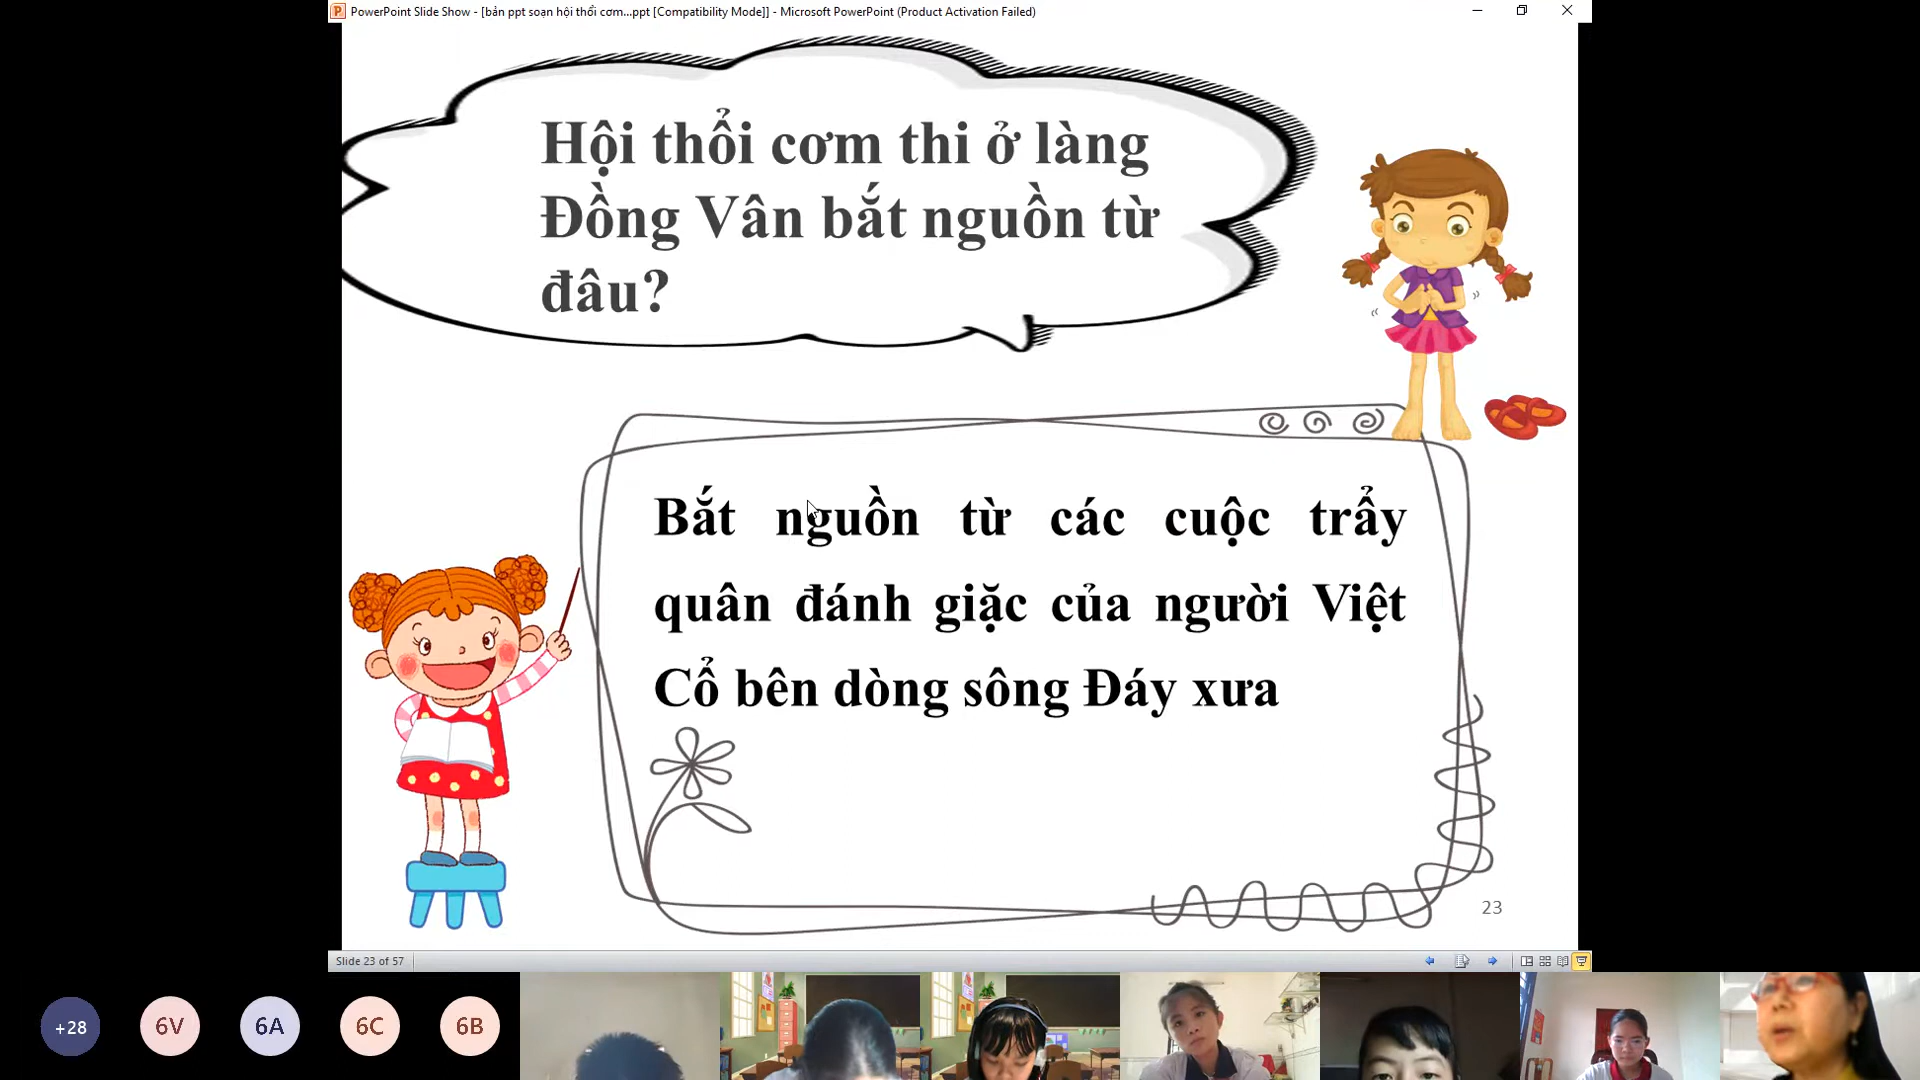 PowerPoint Slide Show - [bản ppt soạn hội thổi cơm...ppt [Compatibility Mode]] - Microsoft PowerPoint (Product Activation Failed)
Hội thổi cơm thi ở làng
Đồng Vân bắt nguồn từ
đâu?
Bắt nguồn từ các cuộc trẩy
quân đánh giặc của người Việt
Cổ bên dòng sông Đáy xưa
23
Slide 23 of 57
+28
6V
6A
6C
6B